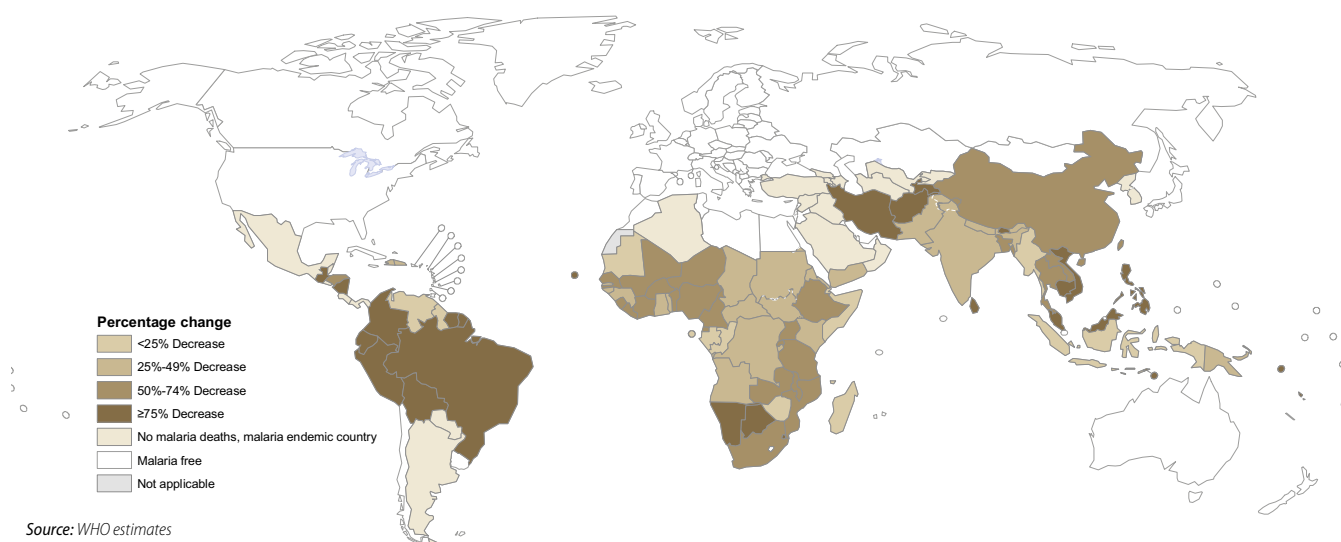 Percentage change
<25% Decrease
25%-49% Decrease
50%-74% Decrease
≥75% Decrease
No malaria deaths, malaria endemic country
Malaria free
Not applicable
Source: WHO estimates